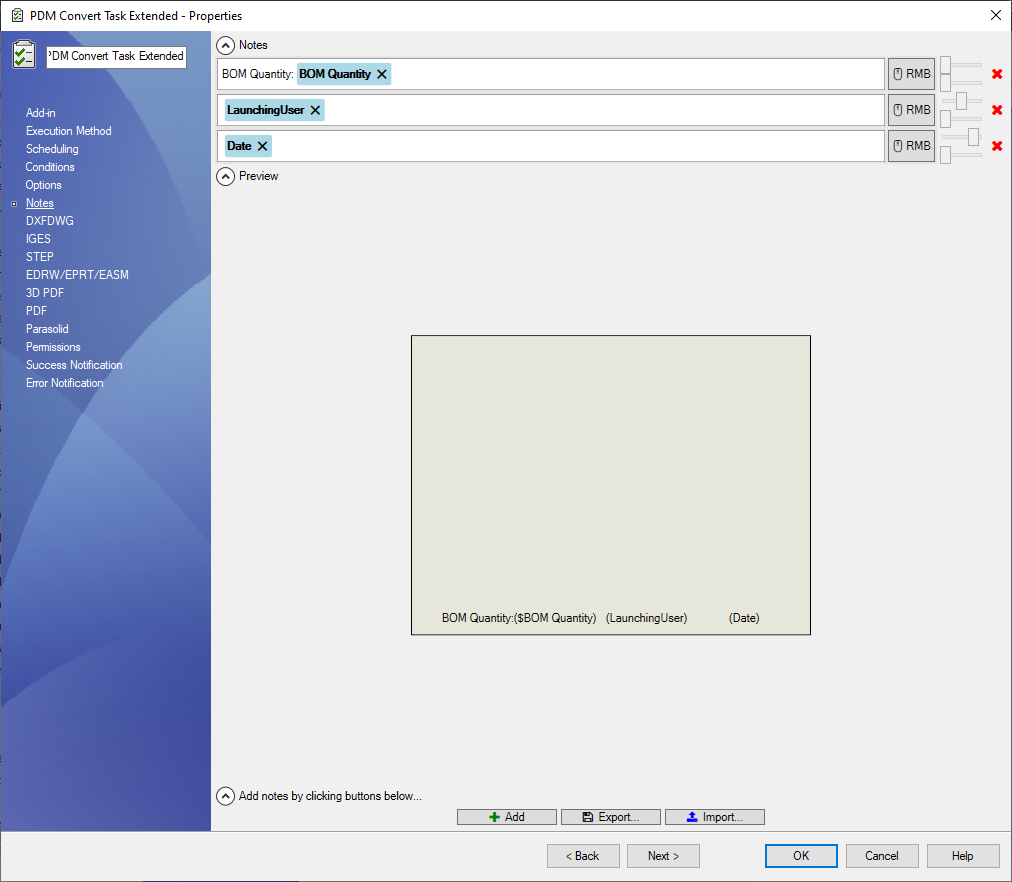 PDM Convert Task Extended - Properties
PDM Convert Task Extended
Add-in
Execution Method
Scheduling
Conditions
Options
Notes
DXFDWG
IGES
STEP
EDRW/EPRT/EASM
3D PDF
PDF
Parasolid
Permissions
Success Notification
Error Notification
Notes
BOM Quantity: BOM Quantity RMB
LaunchingUser RMB
Date RMB
Preview
BOM Quantity:($BOM Quantity) (LaunchingUser) (Date)
Add notes by clicking buttons below...
Add Export... Import...
< Back Next > OK Cancel Help